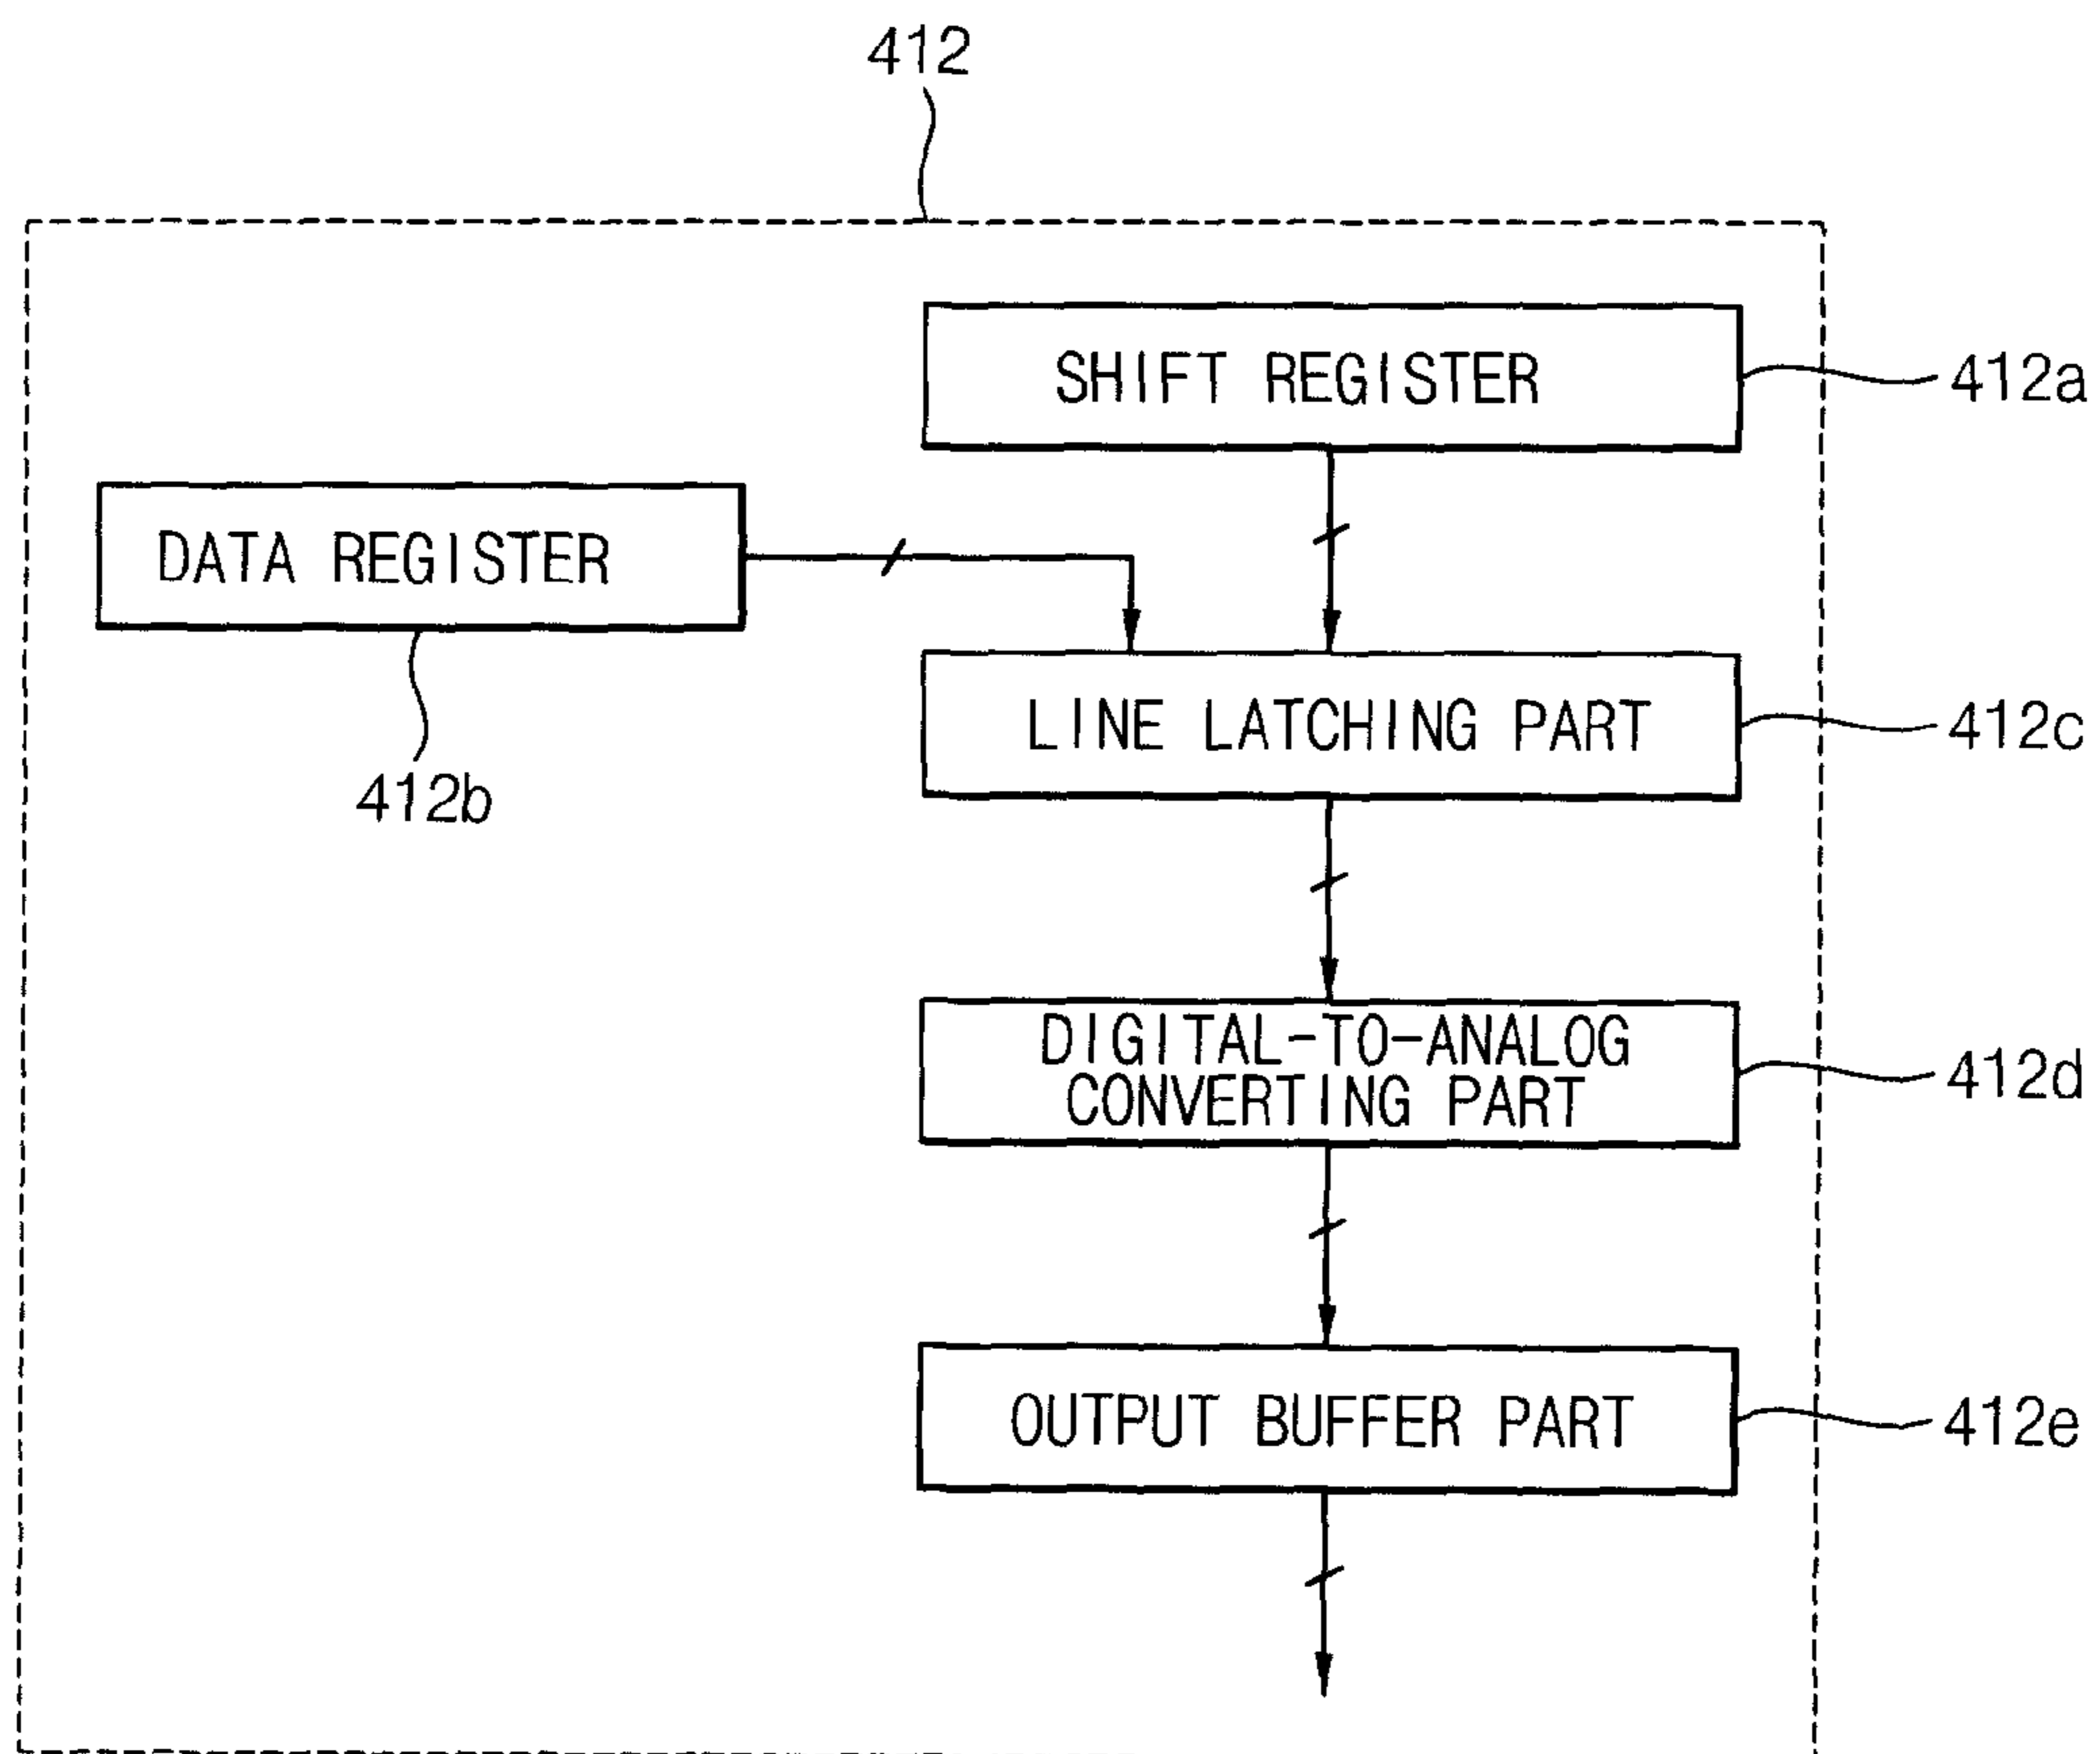 412
SHIFT REGISTER
412a
DATA REGISTER
412b
LINE LATCHING PART
412c
DIGITAL-TO-ANALOG
CONVERTING PART
412d
OUTPUT BUFFER PART
412e